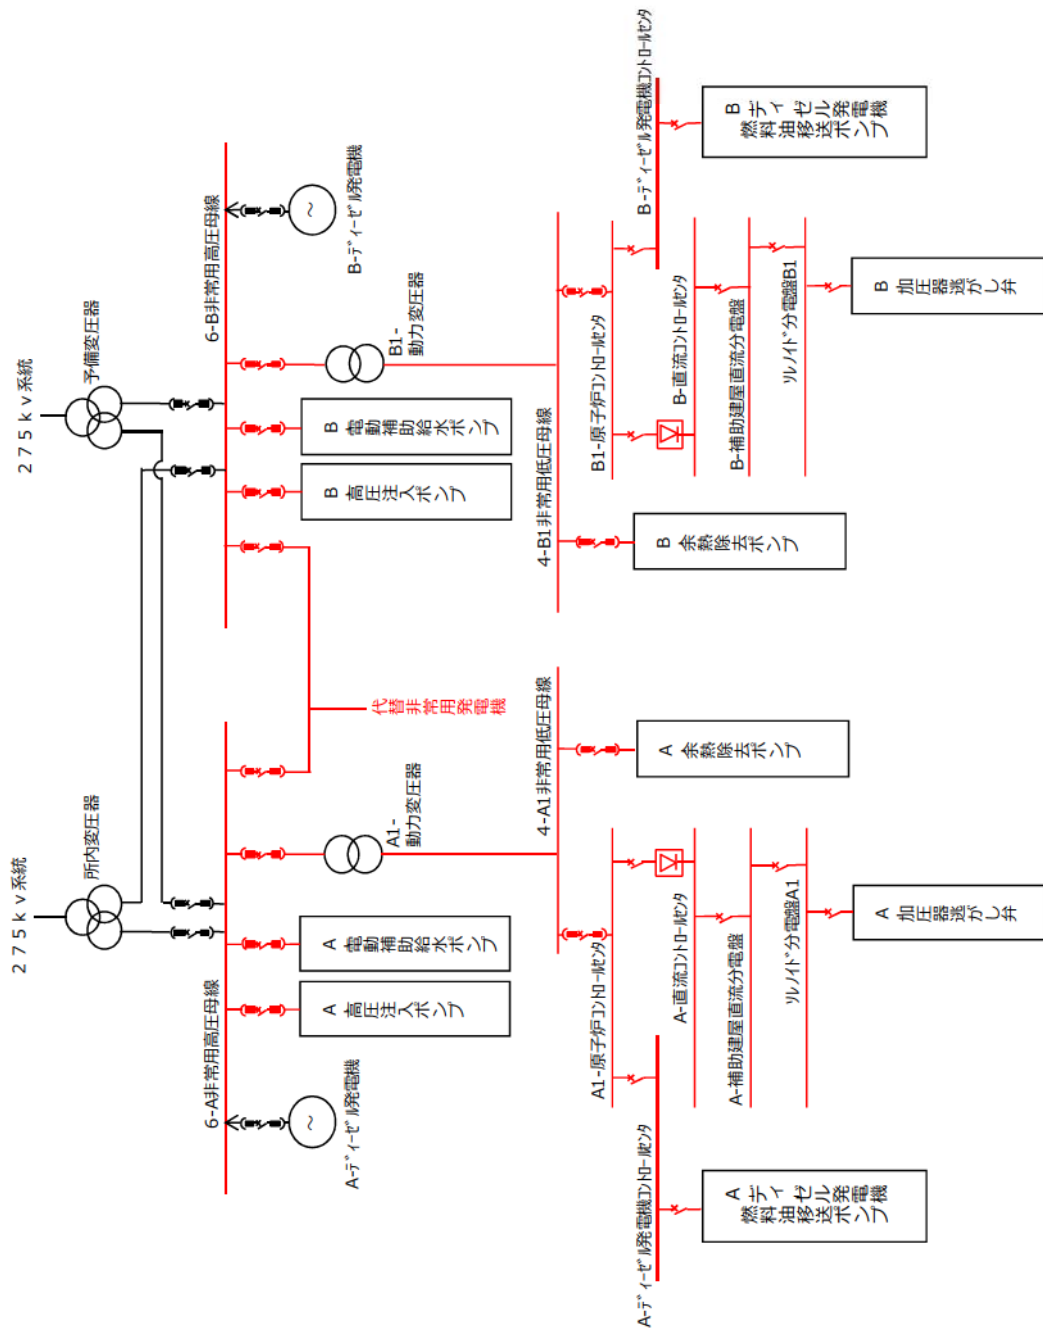 275kv系統
275kv系統
所内変圧器
予備変圧器
6-A非常用高圧母線
6-B非常用高圧母線
A-ディーゼル発電機
A
高圧注入ポンプ
A
電動補助給水ポンプ
A1-
動力変圧器
代替非常用発電機
B
高圧注入ポンプ
B
電動補助給水ポンプ
B1-
動力変圧器
B-ディーゼル発電機
4-A1非常用低圧母線
4-B1非常用低圧母線
A1-原子炉コントロールセンタ
A
余熱除去ポンプ
B
余熱除去ポンプ
B1-原子炉コントロールセンタ
A-ディーゼル発電機コントロールセンタ
A-直流コントロールセンタ
B-直流コントロールセンタ
B-ディーゼル発電機コントロールセンタ
A-補助建屋直流分電盤
B-補助建屋直流分電盤
A
ディゼル発電機
燃料油移送ポンプ
ソレノイド分電盤A1
ソレノイド分電盤B1
B
ディゼル発電機
燃料油移送ポンプ
A
加圧器逃がし弁
B
加圧器逃がし弁